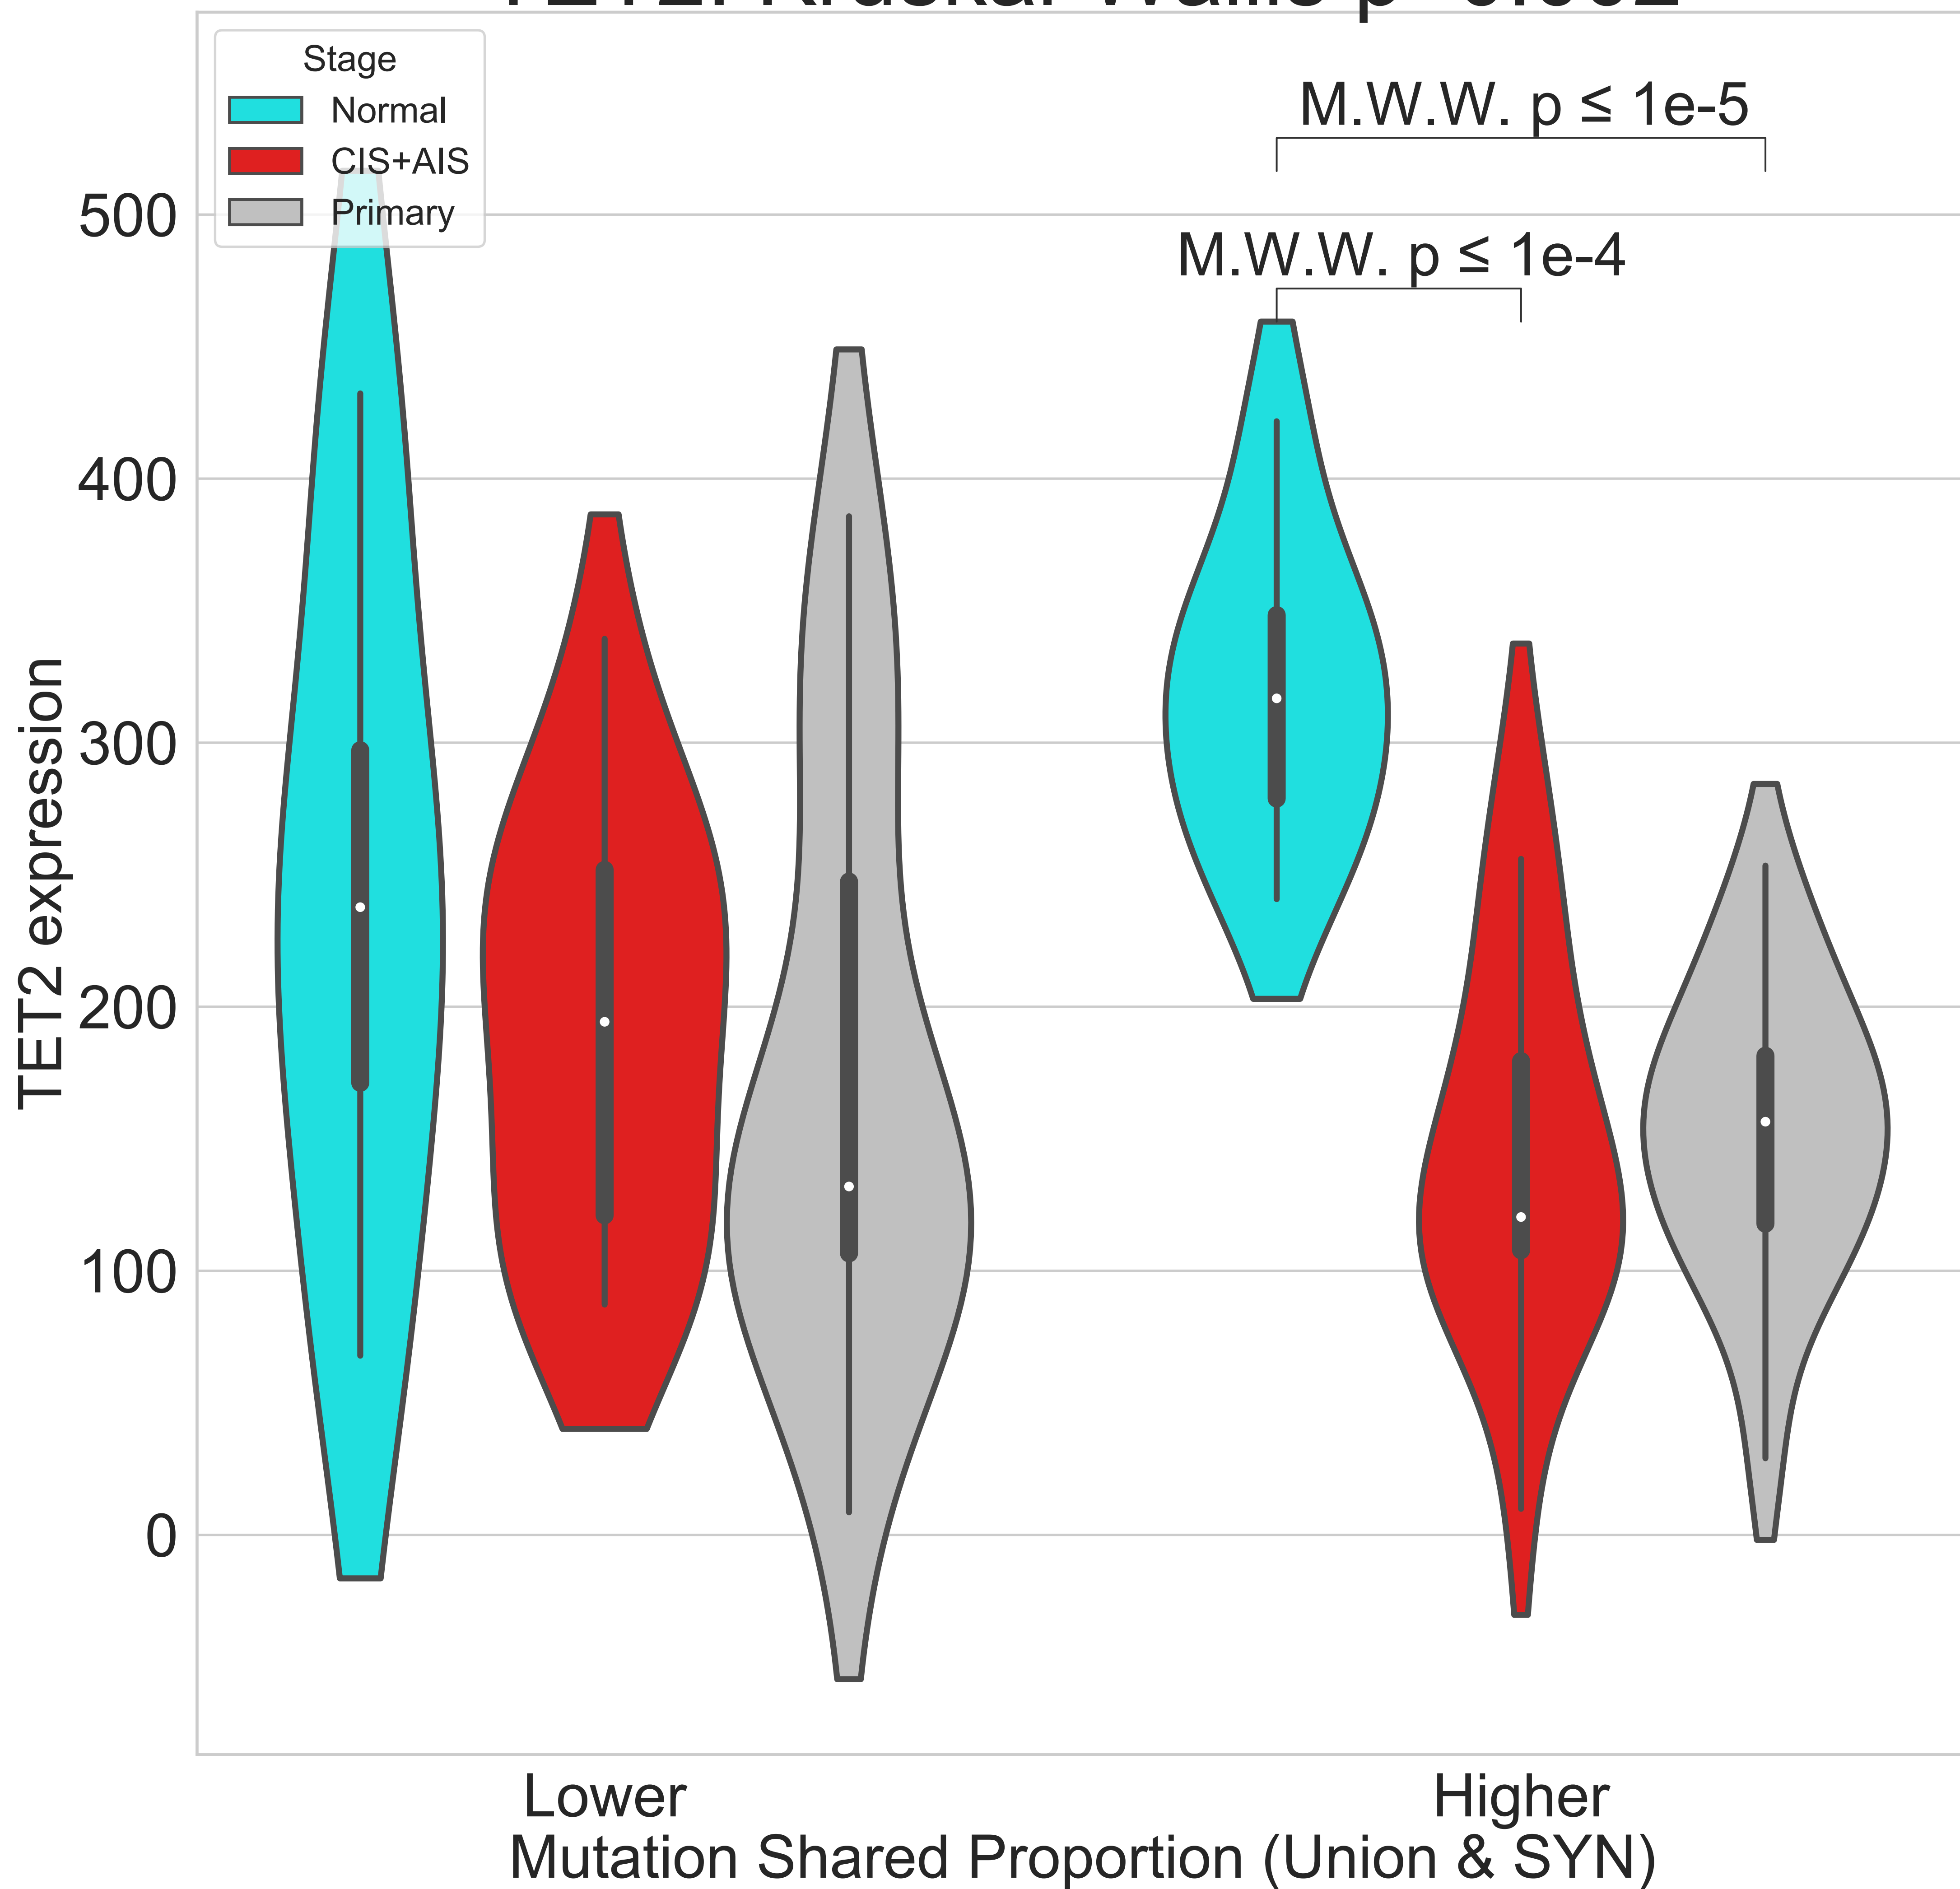 Stage
Normal
CIS+AIS
Primary
M.W.W. p ≤ 1e-5
M.W.W. p ≤ 1e-4
500
400
300
200
100
0
TET2 expression
Lower
Higher
Mutation Shared Proportion (Union & SYN)